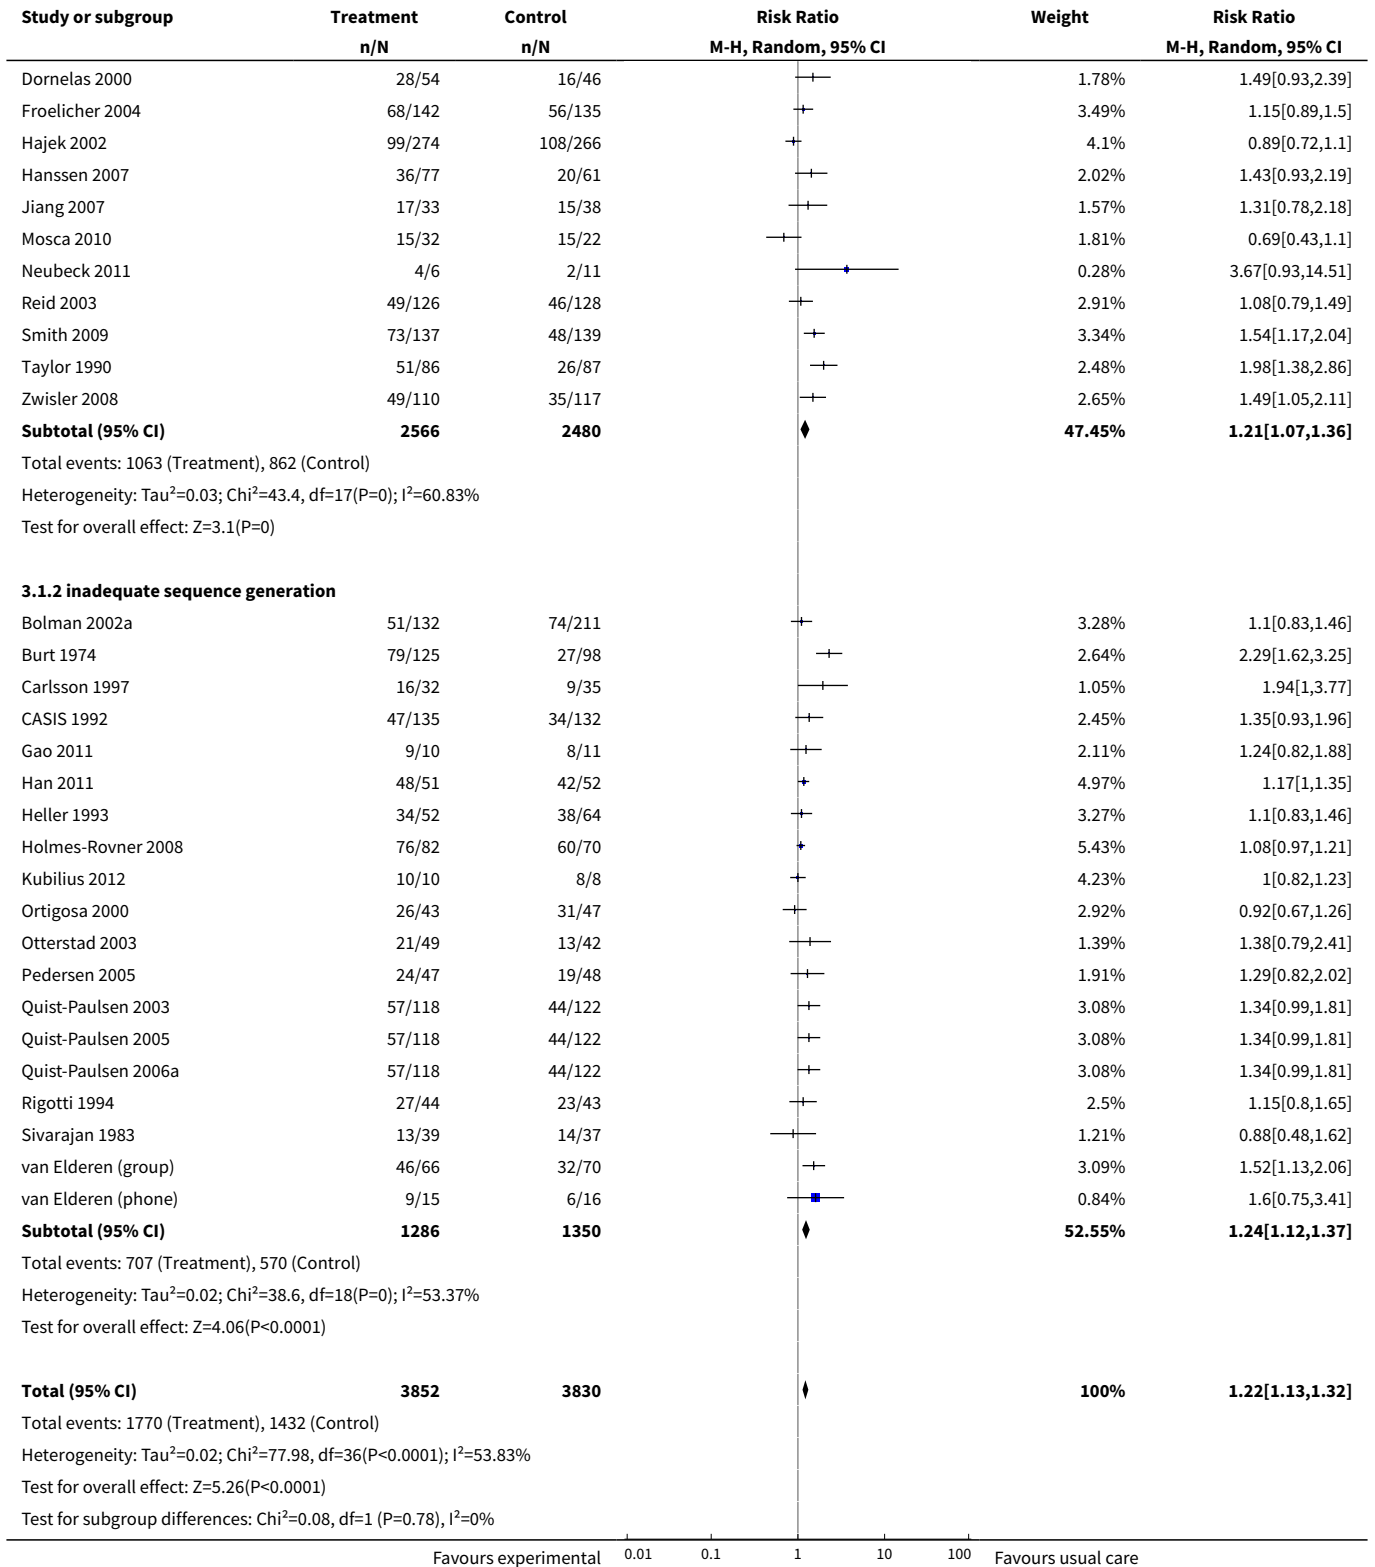 Study or subgroup Treatment Control Risk Ratio Weight Risk Ratio
n/N n/N M-H, Random, 95% CI M-H, Random, 95% CI
Dornelas 2000 28/54 16/46 1.78% 1.49[0.93,2.39]
Froelicher 2004 68/142 56/135 3.49% 1.15[0.89,1.5]
Hajek 2002 99/274 108/266 4.1% 0.89[0.72,1.1]
Hanssen 2007 36/77 20/61 2.02% 1.43[0.93,2.19]
Jiang 2007 17/33 15/38 1.57% 1.31[0.78,2.18]
Mosca 2010 15/32 15/22 1.81% 0.69[0.43,1.1]
Neubeck 2011 4/6 2/11 0.28% 3.67[0.93,14.51]
Reid 2003 49/126 46/128 2.91% 1.08[0.79,1.49]
Smith 2009 73/137 48/139 3.34% 1.54[1.17,2.04]
Taylor 1990 51/86 26/87 2.48% 1.98[1.38,2.86]
Zwisler 2008 49/110 35/117 2.65% 1.49[1.05,2.11]
Subtotal (95% CI) 2566 2480 47.45% 1.21[1.07,1.36]
Total events: 1063 (Treatment), 862 (Control)
Heterogeneity: Tau²=0.03; Chi²=43.4, df=17(P=0); I²=60.83%
Test for overall effect: Z=3.1(P=0)
3.1.2 inadequate sequence generation
Bolman 2002a 51/132 74/211 3.28% 1.1[0.83,1.46]
Burt 1974 79/125 27/98 2.64% 2.29[1.62,3.25]
Carlsson 1997 16/32 9/35 1.05% 1.94[1,3.77]
CASIS 1992 47/135 34/132 2.45% 1.35[0.93,1.96]
Gao 2011 9/10 8/11 2.11% 1.24[0.82,1.88]
Han 2011 48/51 42/52 4.97% 1.17[1,1.35]
Heller 1993 34/52 38/64 3.27% 1.1[0.83,1.46]
Holmes-Rovner 2008 76/82 60/70 5.43% 1.08[0.97,1.21]
Kubilius 2012 10/10 8/8 4.23% 1[0.82,1.23]
Ortigosa 2000 26/43 31/47 2.92% 0.92[0.67,1.26]
Otterstad 2003 21/49 13/42 1.39% 1.38[0.79,2.41]
Pedersen 2005 24/47 19/48 1.91% 1.29[0.82,2.02]
Quist-Paulsen 2003 57/118 44/122 3.08% 1.34[0.99,1.81]
Quist-Paulsen 2005 57/118 44/122 3.08% 1.34[0.99,1.81]
Quist-Paulsen 2006a 57/118 44/122 3.08% 1.34[0.99,1.81]
Rigotti 1994 27/44 23/43 2.5% 1.15[0.8,1.65]
Sivarajan 1983 13/39 14/37 1.21% 0.88[0.48,1.62]
van Elderen (group) 46/66 32/70 3.09% 1.52[1.13,2.06]
van Elderen (phone) 9/15 6/16 0.84% 1.6[0.75,3.41]
Subtotal (95% CI) 1286 1350 52.55% 1.24[1.12,1.37]
Total events: 707 (Treatment), 570 (Control)
Heterogeneity: Tau²=0.02; Chi²=38.6, df=18(P=0); I²=53.37%
Test for overall effect: Z=4.06(P<0.0001)
Total (95% CI) 3852 3830 100% 1.22[1.13,1.32]
Total events: 1770 (Treatment), 1432 (Control)
Heterogeneity: Tau²=0.02; Chi²=77.98, df=36(P<0.0001); I²=53.83%
Test for overall effect: Z=5.26(P<0.0001)
Test for subgroup differences: Chi²=0.08, df=1 (P=0.78), I²=0%
Favours experimental 0.01 0.1 1 10 100 Favours usual care